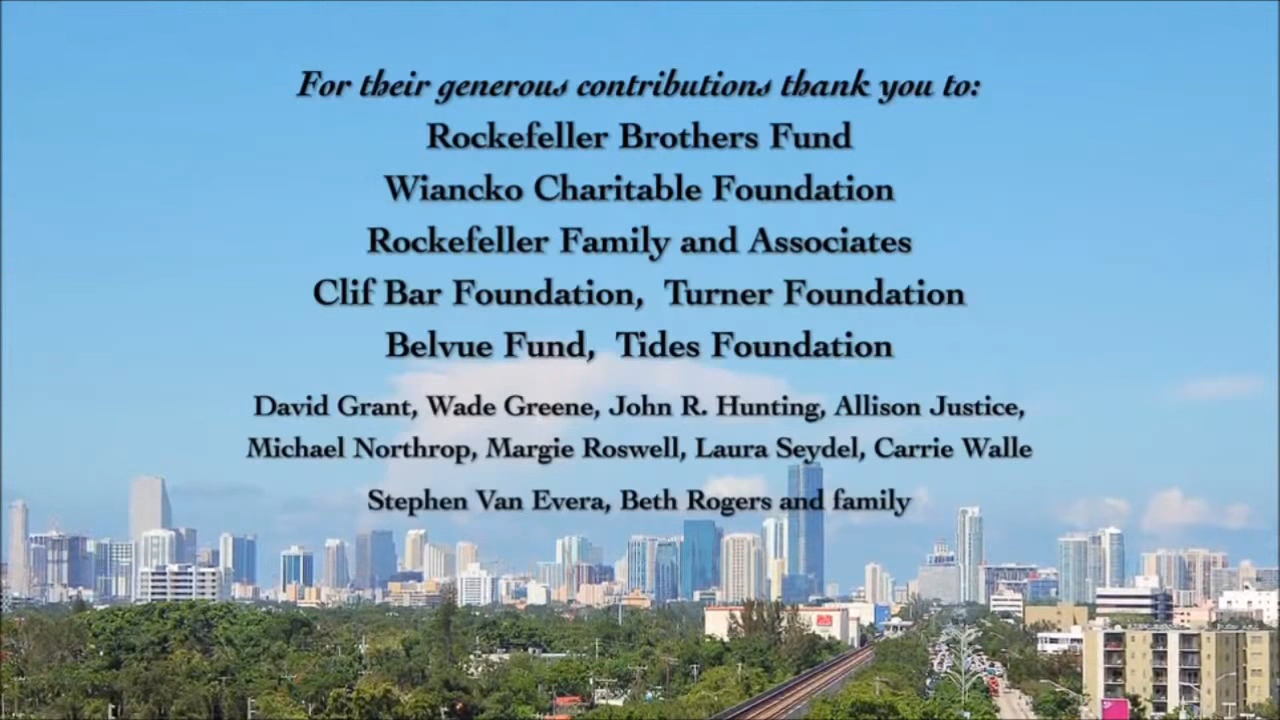 For their generous contributions thank you to:
Rockefeller Brothers Fund
Wiancko Charitable Foundation
Rockefeller Family and Associates
Clif Bar Foundation, Turner Foundation
Belvue Fund, Tides Foundation
David Grant, Wade Greene, John R. Hunting, Allison Justice,
Michael Northrop, Margie Roswell, Laura Seydel, Carrie Walle
Stephen Van Evera, Beth Rogers and family